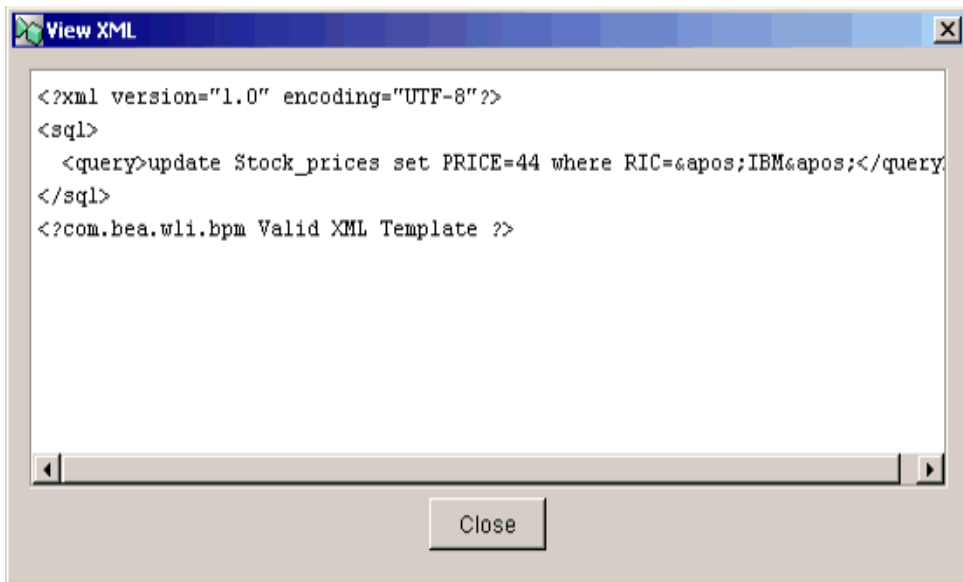 View XML
<?xml version="1.0" encoding="UTF-8"?>
<sql>
<query>update Stock_prices set PRICE=44 where RIC=&apos;IBM&apos;</query
</sql>
<?com.bea.wli.bpm Valid XML Template ?>
Close